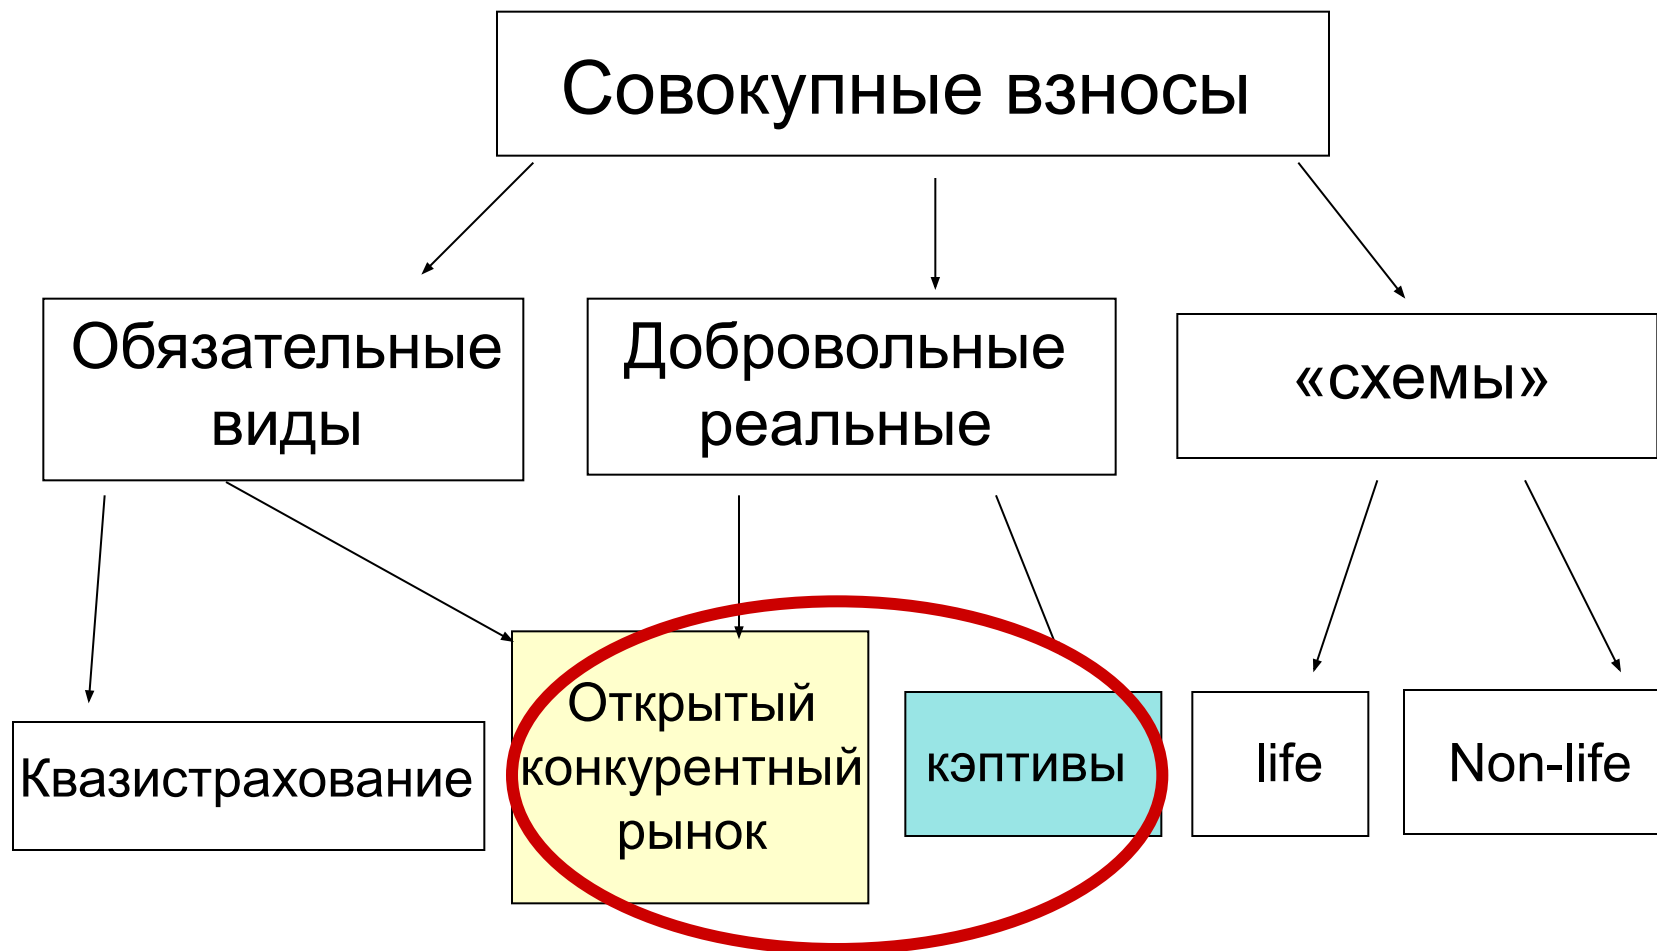 Совокупные взносы
Обязательные
виды
Добровольные
реальные
«схемы»
Квазистрахование
Открытый
конкурентный
рынок
кэптивы
life
Non-life